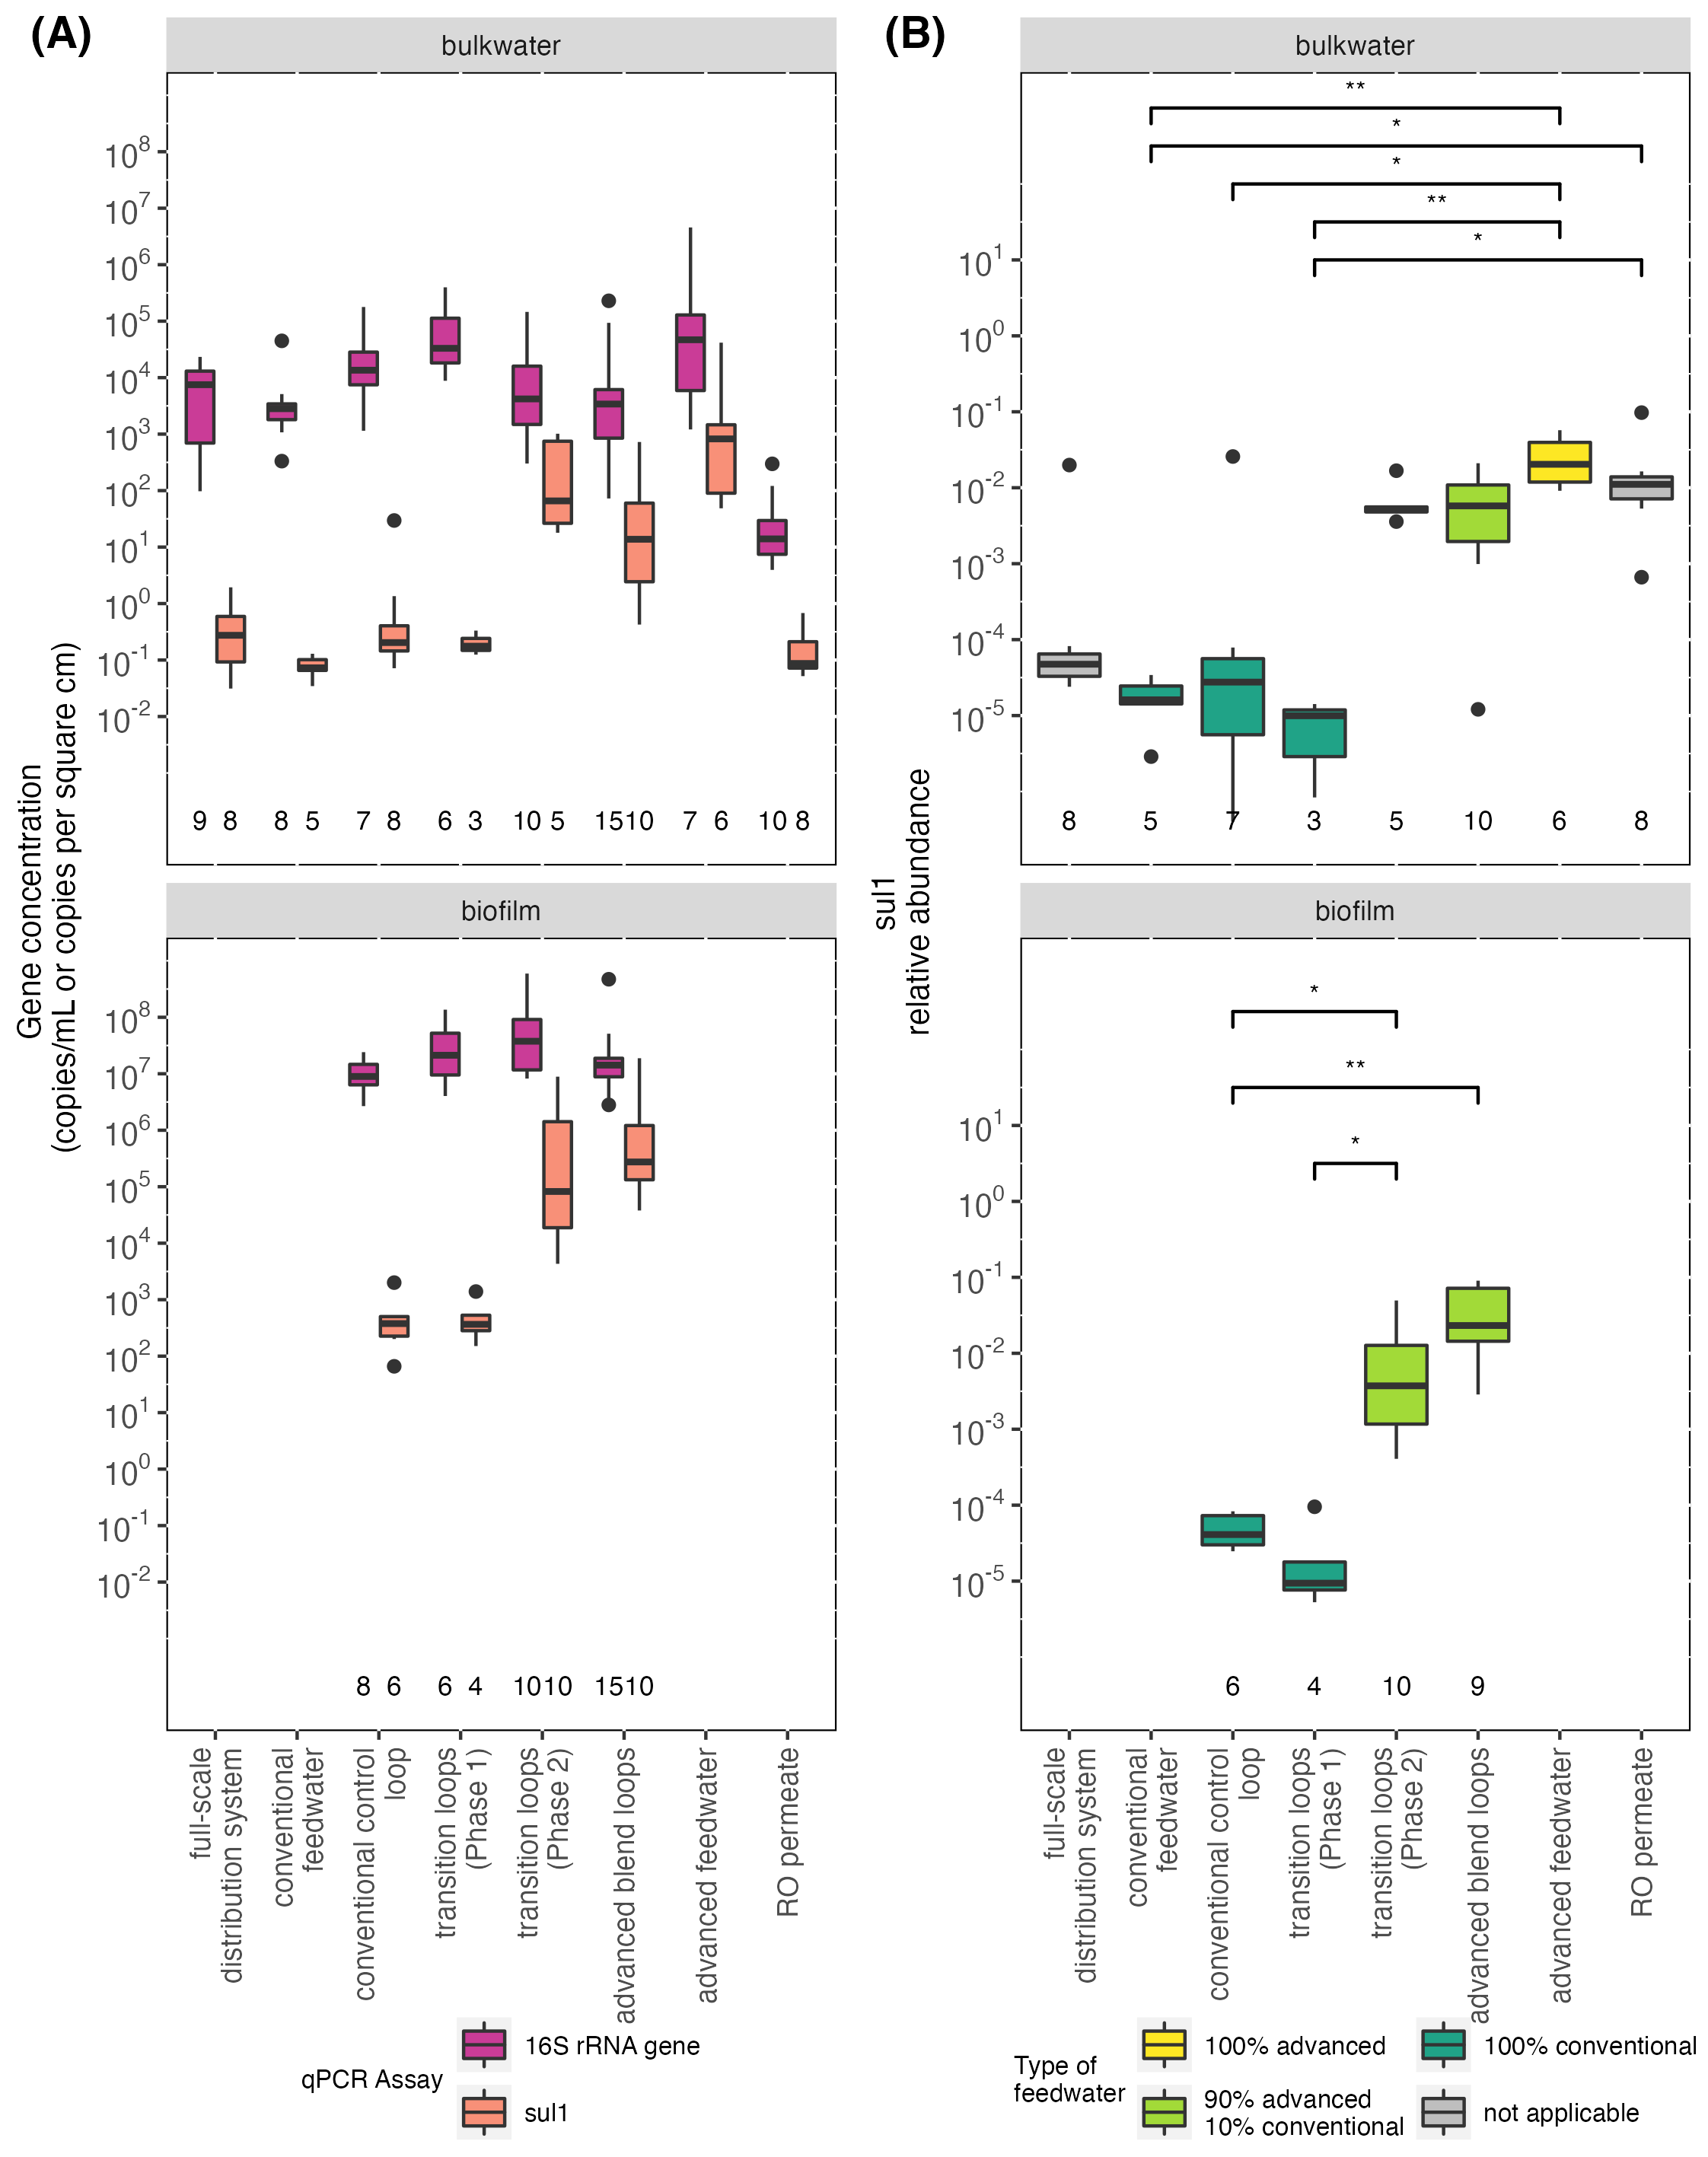 (A)
bulkwater
10^8
10^7
10^6
10^5
10^4
10^3
10^2
10^1
10^0
10^-1
10^-2
9 8 8 5 7 8 6 3 10 5 15 10 7 6 10 8
biofilm
10^8
10^7
10^6
10^5
10^4
10^3
10^2
10^1
10^0
10^-1
10^-2
8 6 6 4 10 10 15 10
Gene concentration
(copies/mL or copies per square cm)
full-scale
distribution system
conventional
feedwater
conventional control
loop
transition loops
(Phase 1)
transition loops
(Phase 2)
advanced blend loops
advanced feedwater
RO permeate
qPCR Assay
16S rRNA gene
sul1
(B)
bulkwater
**
*
*
**
*
10^1
10^0
10^-1
10^-2
10^-3
10^-4
10^-5
8 5 7 3 5 10 6 8
biofilm
*
**
*
10^1
10^0
10^-1
10^-2
10^-3
10^-4
10^-5
6 4 10 9
sul1
relative abundance
full-scale
distribution system
conventional
feedwater
conventional control
loop
transition loops
(Phase 1)
transition loops
(Phase 2)
advanced blend loops
advanced feedwater
RO permeate
Type of
feedwater
100% advanced
90% advanced
10% conventional
100% conventional
not applicable